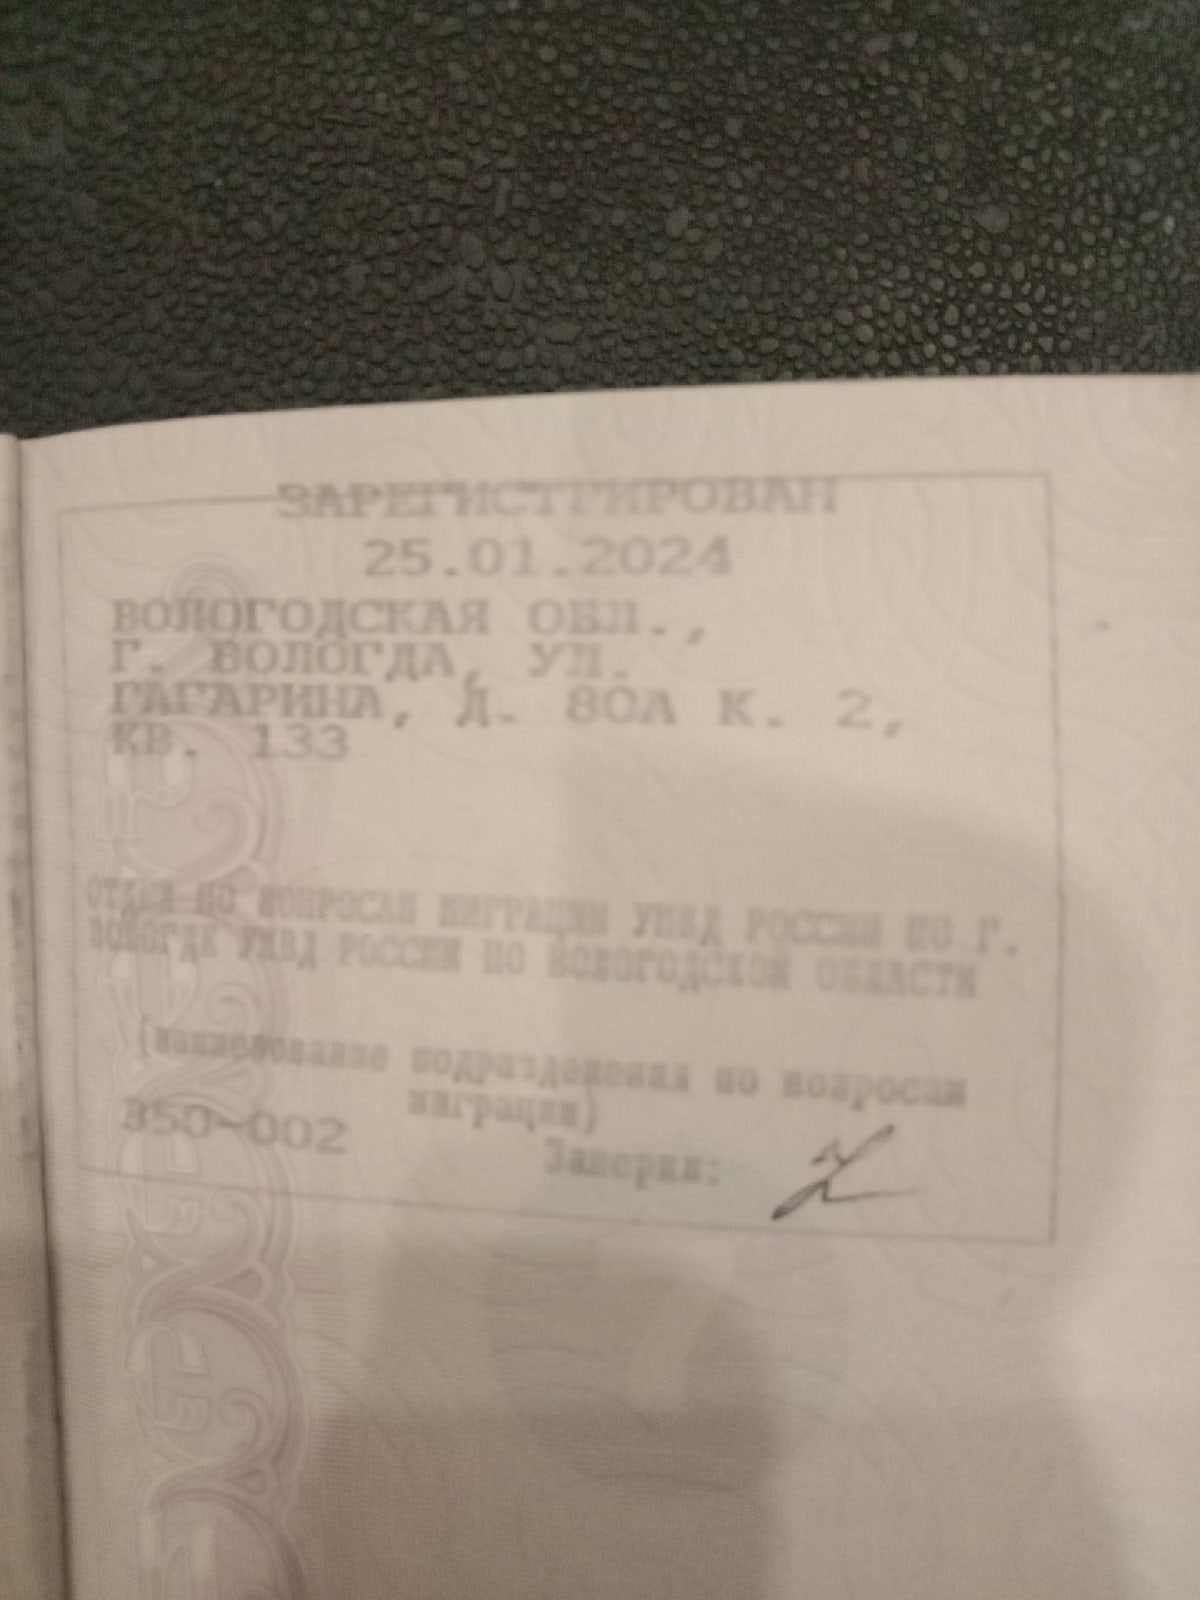 ЗАРЕГИСТРИРОВАН
25.01.2024
ВОЛОГОДСКАЯ ОБЛ.,
Г. ВОЛОГДА, УЛ.
ГАГАРИНА, Д. 80А К. 2,
КВ. 133
ОТДЕЛ ПО ВОПРОСАМ МИГРАЦИИ УМВД РОССИИ ПО Г.
ВОЛОГДЕ УМВД РОССИИ ПО ВОЛОГОДСКОЙ ОБЛАСТИ
(наименование подразделения по вопросам
миграции)
350-002
Заверил: